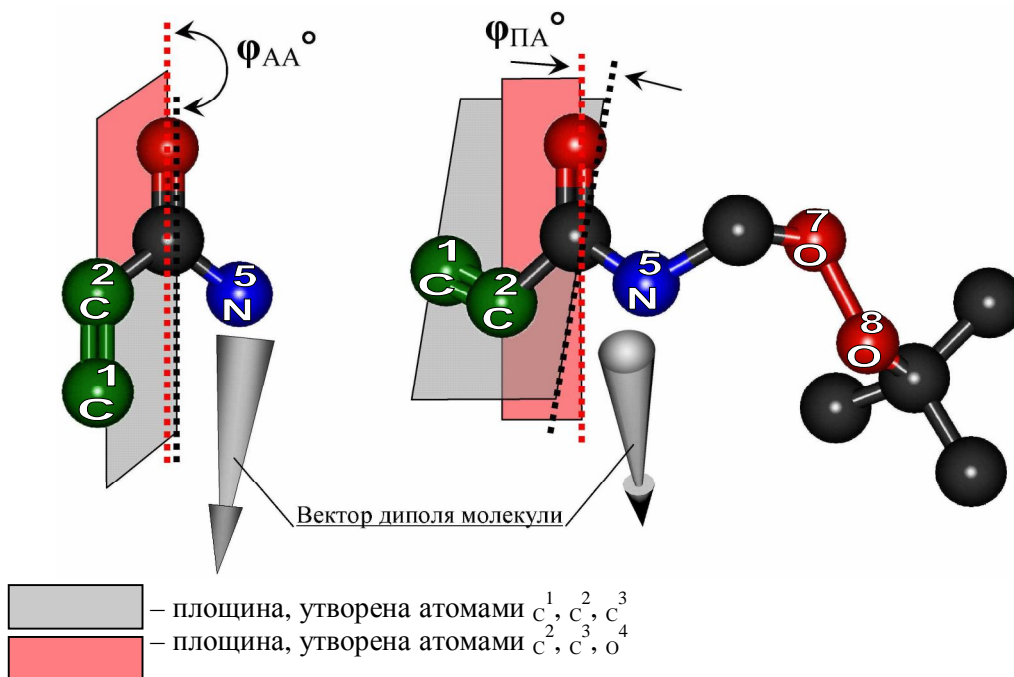 φАА°
φПА°
2
C
1
C
5
N
1
C
2
C
5
N
7
O
8
O
Вектор диполя молекули
– площина, утворена атомами C¹, C², C³
– площина, утворена атомами C², C³, O⁴